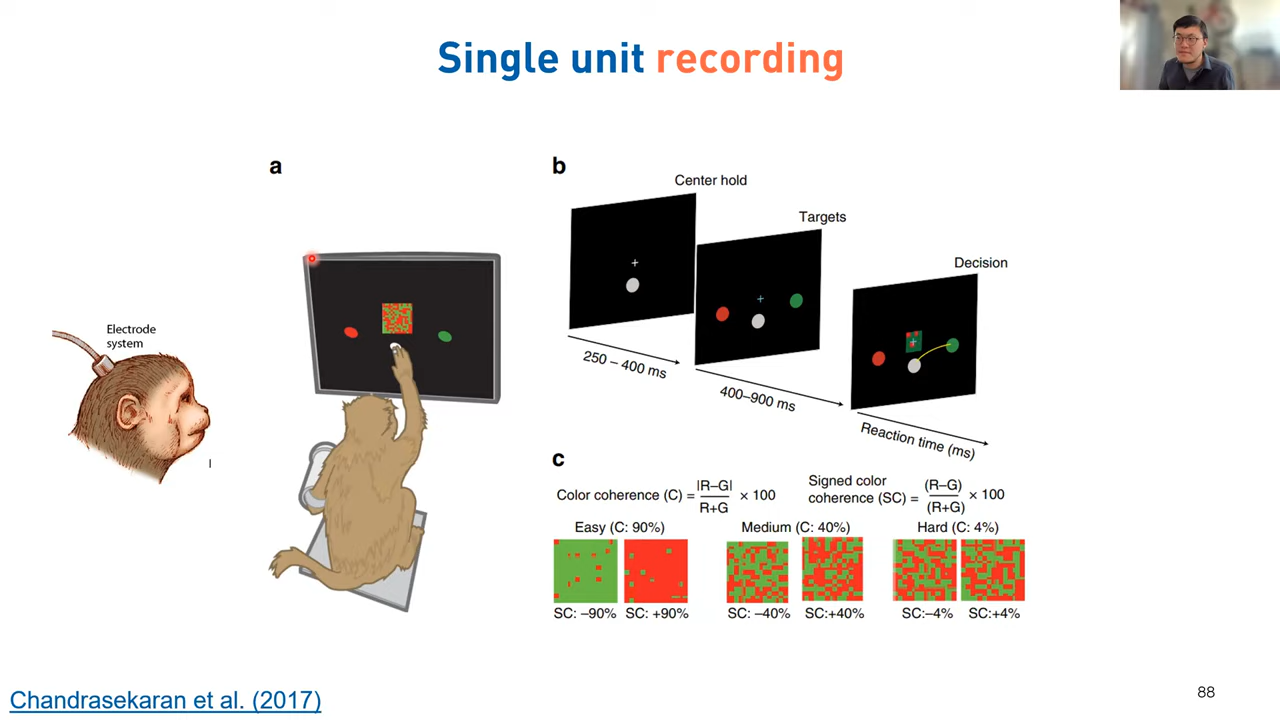 Single unit recording
Electrode
system
a
b
Center hold
Targets
Decision
250 – 400 ms
400–900 ms
Reaction time (ms)
c
Color coherence (C) = |R–G| / R+G × 100
Signed color
coherence (SC) = (R–G) / (R+G) × 100
Easy (C: 90%)
Medium (C: 40%)
Hard (C: 4%)
SC: –90%
SC: +90%
SC: –40%
SC:+40%
SC:–4%
SC:+4%
Chandrasekaran et al. (2017)
88